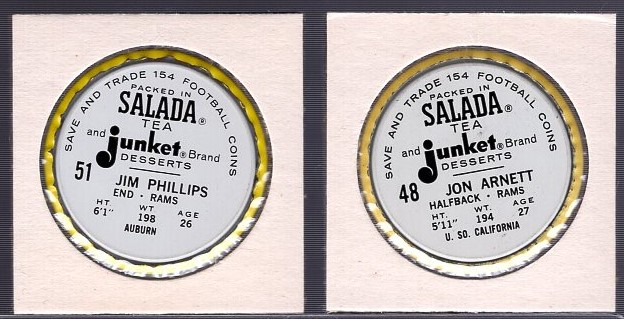 SAVE AND TRADE 154 FOOTBALL COINS
PACKED IN
SALADA®
TEA
and junket® Brand
DESSERTS
51
JIM PHILLIPS
END · RAMS
HT. WT. AGE
6'1" 198 26
AUBURN
SAVE AND TRADE 154 FOOTBALL COINS
PACKED IN
SALADA®
TEA
and junket® Brand
DESSERTS
48
JON ARNETT
HALFBACK · RAMS
HT. WT. AGE
5'11" 194 27
U. SO. CALIFORNIA